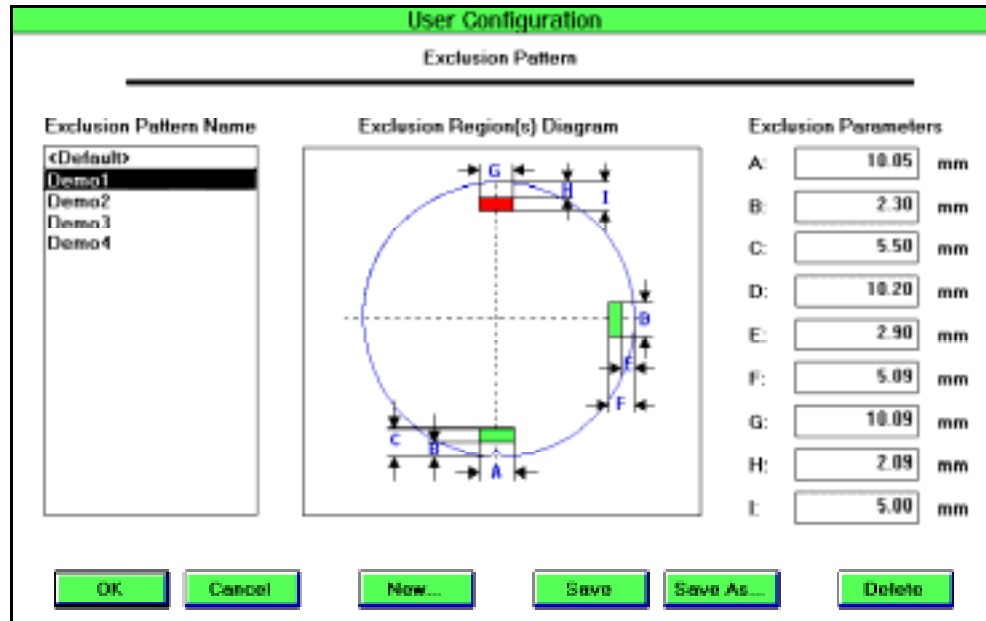 User Configuration
Exclusion Pattern
Exclusion Pattern Name
<Default>
Demo1
Demo2
Demo3
Demo4
Exclusion Region(s) Diagram
G
H
I
D
E
F
C
B
A
Exclusion Parameters
A: 10.05 mm
B: 2.30 mm
C: 5.50 mm
D: 10.20 mm
E: 2.90 mm
F: 5.09 mm
G: 10.09 mm
H: 2.09 mm
I: 5.00 mm
OK Cancel New... Save Save As... Delete